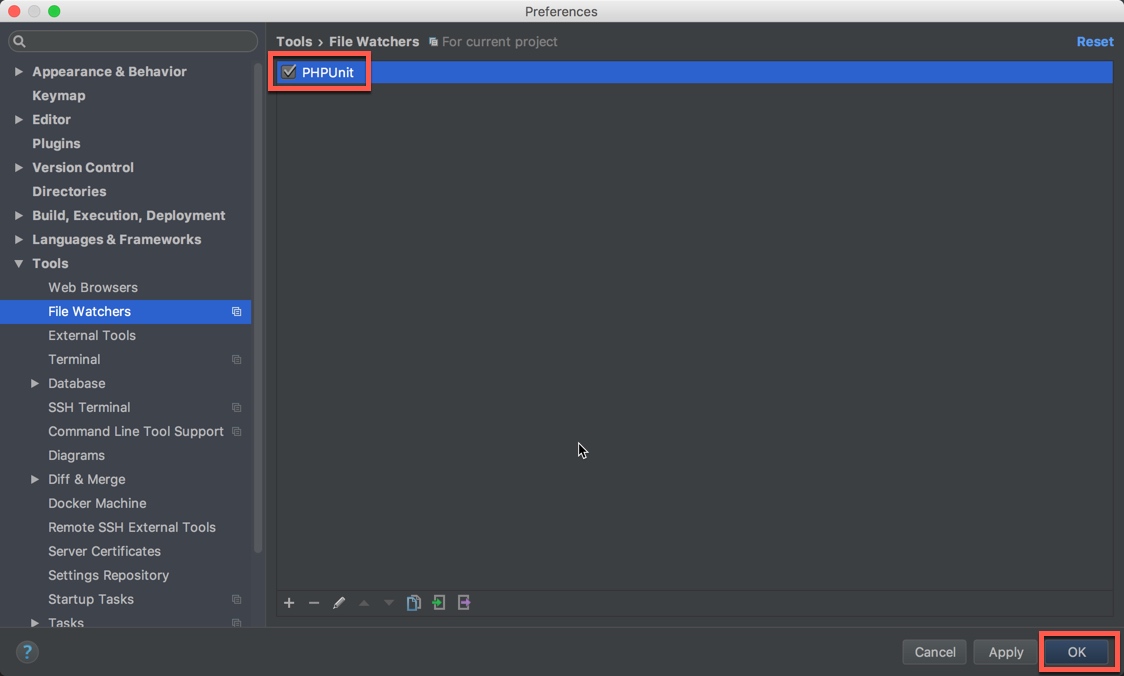 Preferences
Tools › File Watchers For current project Reset
PHPUnit
Appearance & Behavior
Keymap
Editor
Plugins
Version Control
Directories
Build, Execution, Deployment
Languages & Frameworks
Tools
Web Browsers
File Watchers
External Tools
Terminal
Database
SSH Terminal
Command Line Tool Support
Diagrams
Diff & Merge
Docker Machine
Remote SSH External Tools
Server Certificates
Settings Repository
Startup Tasks
Tasks
? Cancel Apply OK